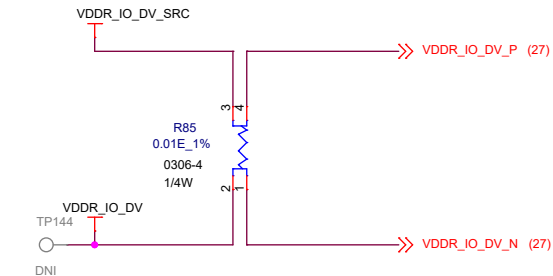 VDDR_IO_DV_SRC
VDDR_IO_DV_P (27)
3 4
R85
0.01E_1%
0306-4
1/4W
2 1
VDDR_IO_DV
TP144
VDDR_IO_DV_N (27)
DNI